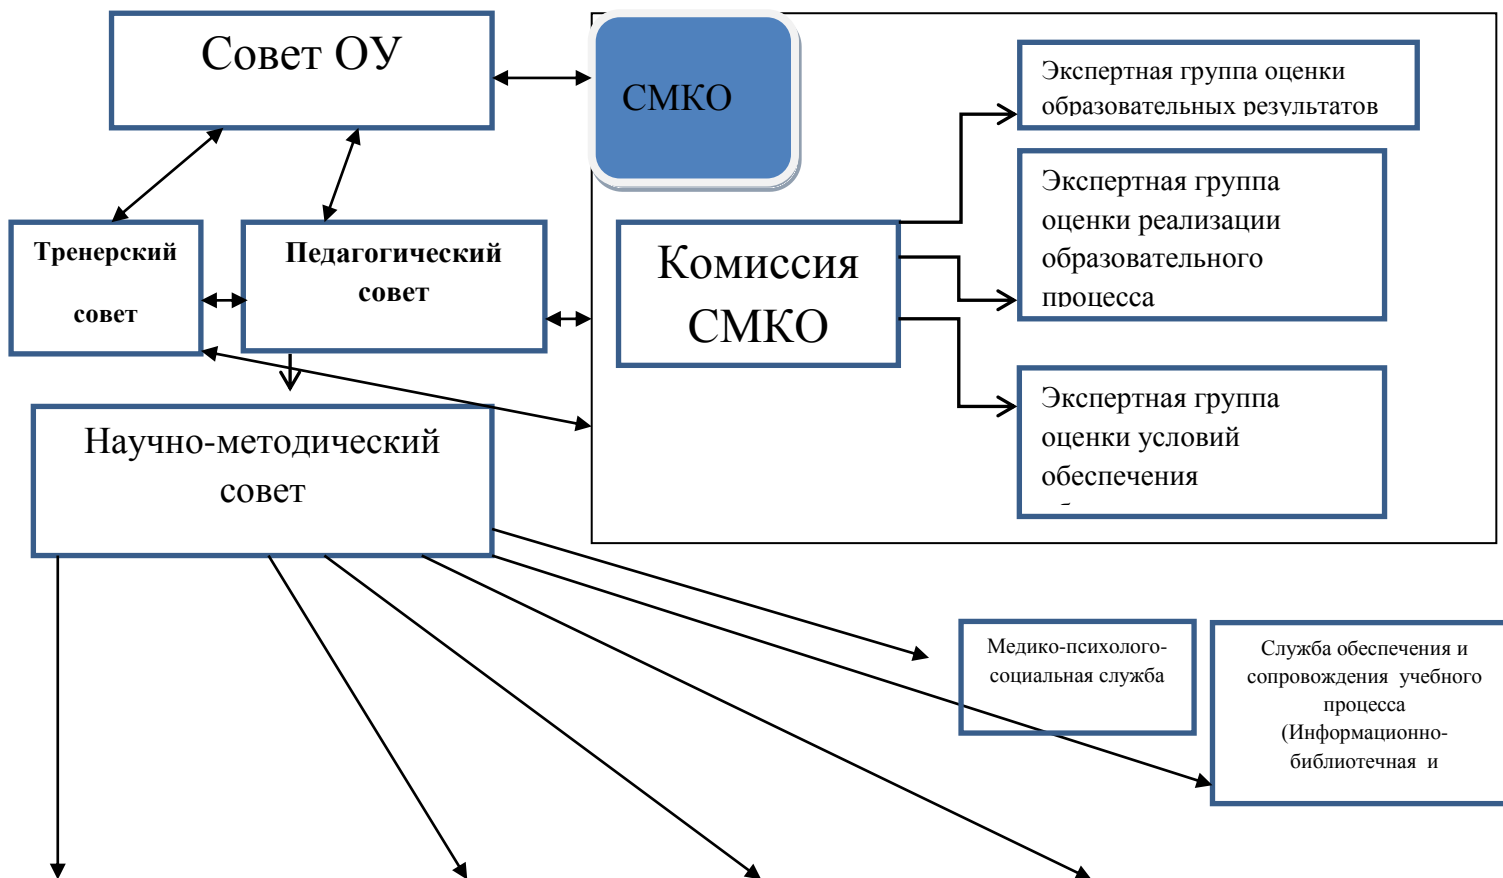 Совет ОУ
СМКО
Экспертная группа оценки
образовательных результатов
Экспертная группа
оценки реализации
образовательного
процесса
Тренерский
совет
Педагогический
совет
Комиссия
СМКО
Экспертная группа
оценки условий
обеспечения
Научно-методический
совет
Медико-психолого-
социальная служба
Служба обеспечения и
сопровождения учебного
процесса
(Информационно-
библиотечная и